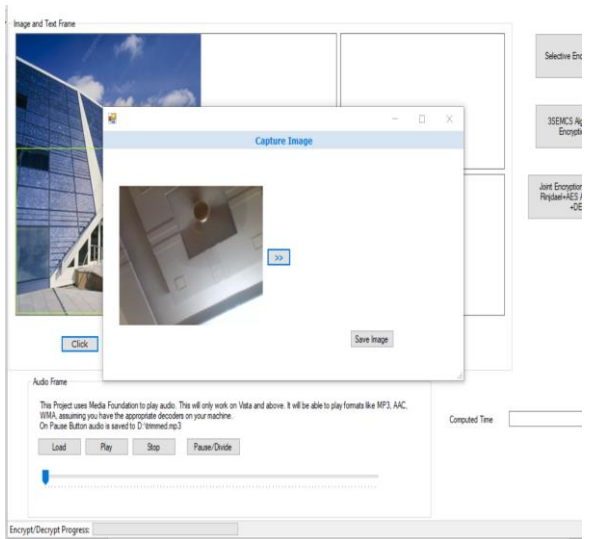 Image and Text Frame
Selective Enc
Capture Image
3SEMCS Alg
Encryptic
>>
Joint Encryption
Rinjdael+AES A
+DE
Save Image
Click
Audio Frame
This Project uses Media Foundation to play audio. This will only work on Vista and above. It will be able to play formats like MP3, AAC,
WMA, assuming you have the appropriate decoders on your machine.
On Pause Button audio is saved to D:\trimmed.mp3
Load Play Stop Pause/Divide
Computed Time
Encrypt/Decrypt Progress: